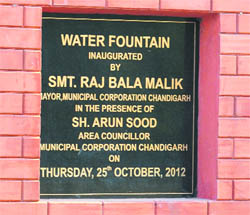 WATER FOUNTAIN
INAUGURATED
BY
SMT. RAJ BALA MALIK
MAYOR, MUNICIPAL CORPORATION CHANDIGARH
IN THE PRESENCE OF
SH. ARUN SOOD
AREA COUNCILLOR
MUNICIPAL CORPORATION CHANDIGARH
ON
THURSDAY, 25th OCTOBER, 2012